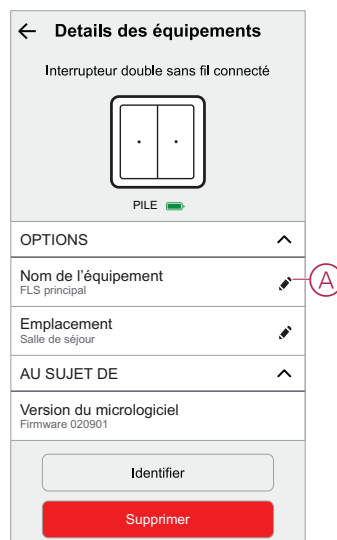 Details des équipements
Interrupteur double sans fil connecté
PILE
OPTIONS
Nom de l'équipement
FLS principal
A
Emplacement
Salle de séjour
AU SUJET DE
Version du micrologiciel
Firmware 020901
Identifier
Supprimer